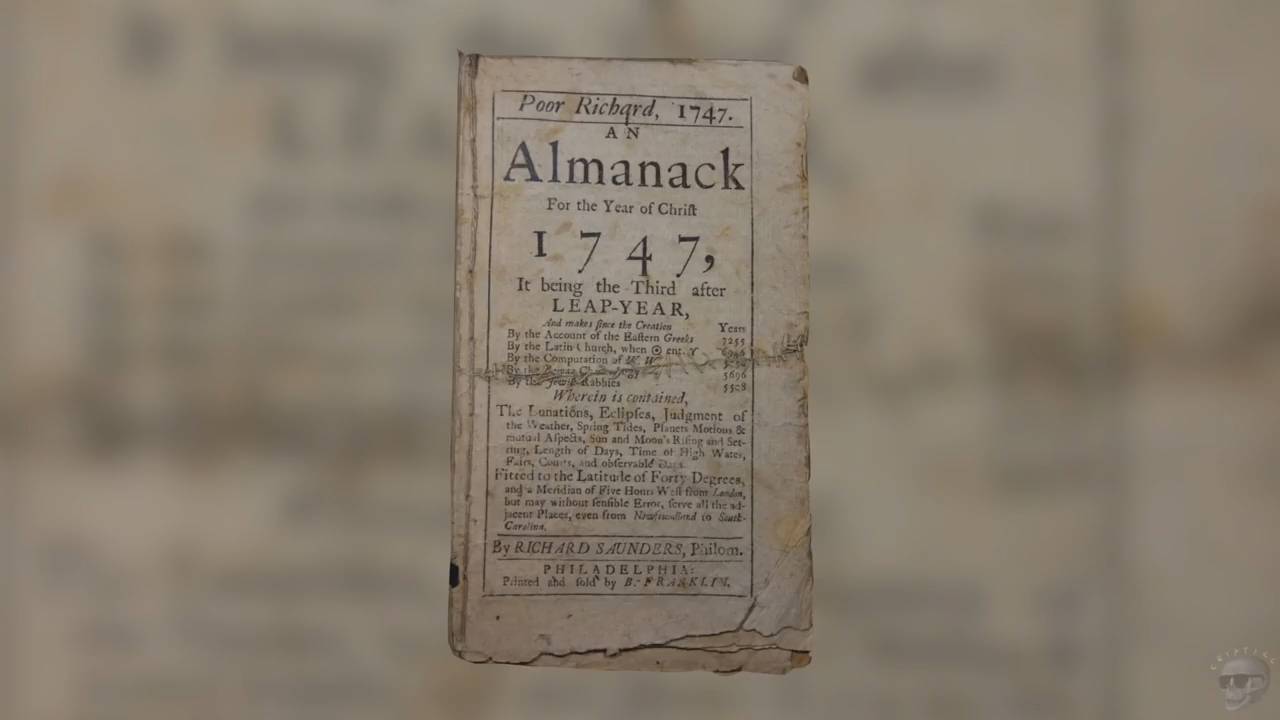 Poor Richard, 1747.
AN
Almanack
For the Year of Chriſt
1747,
It being the Third after
LEAP-YEAR,
And makes ſince the Creation Years
By the Account of the Eaſtern Greeks 7255
By the Latin Church, when ☉ ent. ♈
By the Computation of W. W.
By the Roman 5696
By the Jewiſh Rabbies 5508
Wherein is contained,
The Lunations, Eclipſes, Judgment of
the Weather, Spring Tides, Planets Motions &
mutual Aſpects, Sun and Moon's Riſing and Set-
ting, Length of Days, Time of High Water,
Fairs, Courts, and obſervable Days.
Fitted to the Latitude of Forty Degrees,
and a Meridian of Five Hours Weſt from London,
but may without ſenſible Error, ſerve all the ad-
jacent Places, even from Newfoundland to South-
Carolina.
By RICHARD SAUNDERS, Philom.
PHILADELPHIA:
Printed and ſold by B. FRANKLIN.